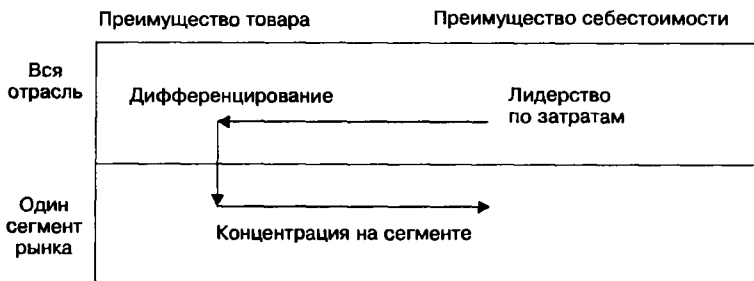 Преимущество товара
Преимущество себестоимости
Вся
отрасль
Дифференцирование
Лидерство
по затратам
Один
сегмент
рынка
Концентрация на сегменте